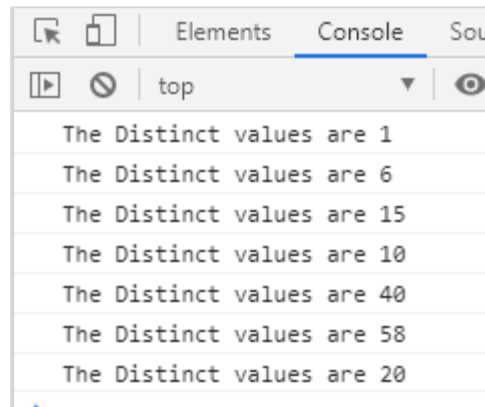 Elements Console
top
The Distinct values are 1
The Distinct values are 6
The Distinct values are 15
The Distinct values are 10
The Distinct values are 40
The Distinct values are 58
The Distinct values are 20